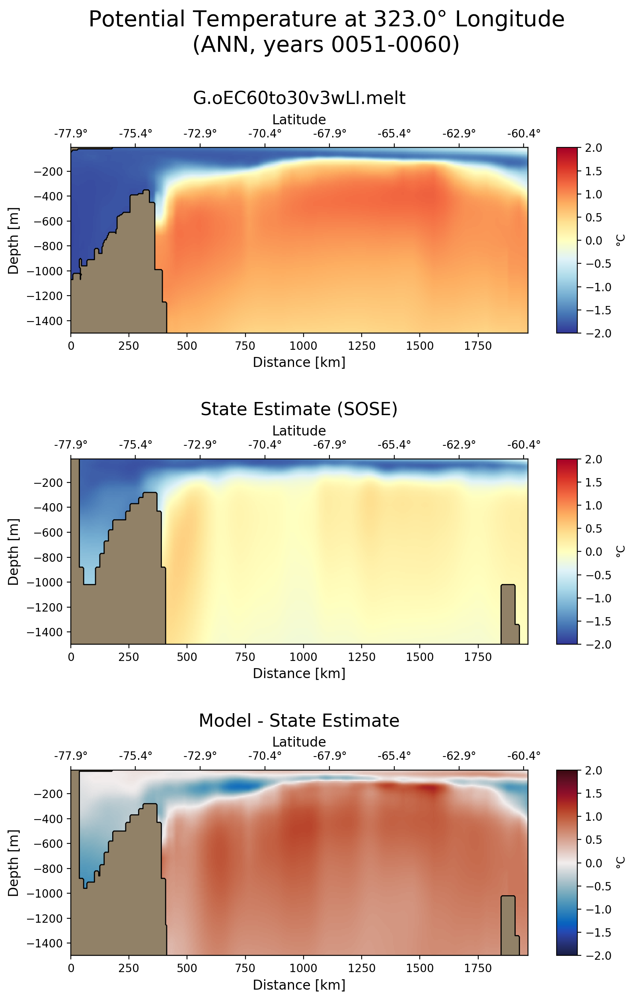 Potential Temperature at 323.0° Longitude
(ANN, years 0051-0060)
G.oEC60to30v3wLI.melt
Latitude
-77.9° -75.4° -72.9° -70.4° -67.9° -65.4° -62.9° -60.4°
Depth [m]
−200
−400
−600
−800
−1000
−1200
−1400
0 250 500 750 1000 1250 1500 1750
Distance [km]
2.0
1.5
1.0
0.5
0.0
−0.5
−1.0
−1.5
−2.0
°C
State Estimate (SOSE)
Latitude
-77.9° -75.4° -72.9° -70.4° -67.9° -65.4° -62.9° -60.4°
Depth [m]
−200
−400
−600
−800
−1000
−1200
−1400
0 250 500 750 1000 1250 1500 1750
Distance [km]
2.0
1.5
1.0
0.5
0.0
−0.5
−1.0
−1.5
−2.0
°C
Model - State Estimate
Latitude
-77.9° -75.4° -72.9° -70.4° -67.9° -65.4° -62.9° -60.4°
Depth [m]
−200
−400
−600
−800
−1000
−1200
−1400
0 250 500 750 1000 1250 1500 1750
Distance [km]
2.0
1.5
1.0
0.5
0.0
−0.5
−1.0
−1.5
−2.0
°C